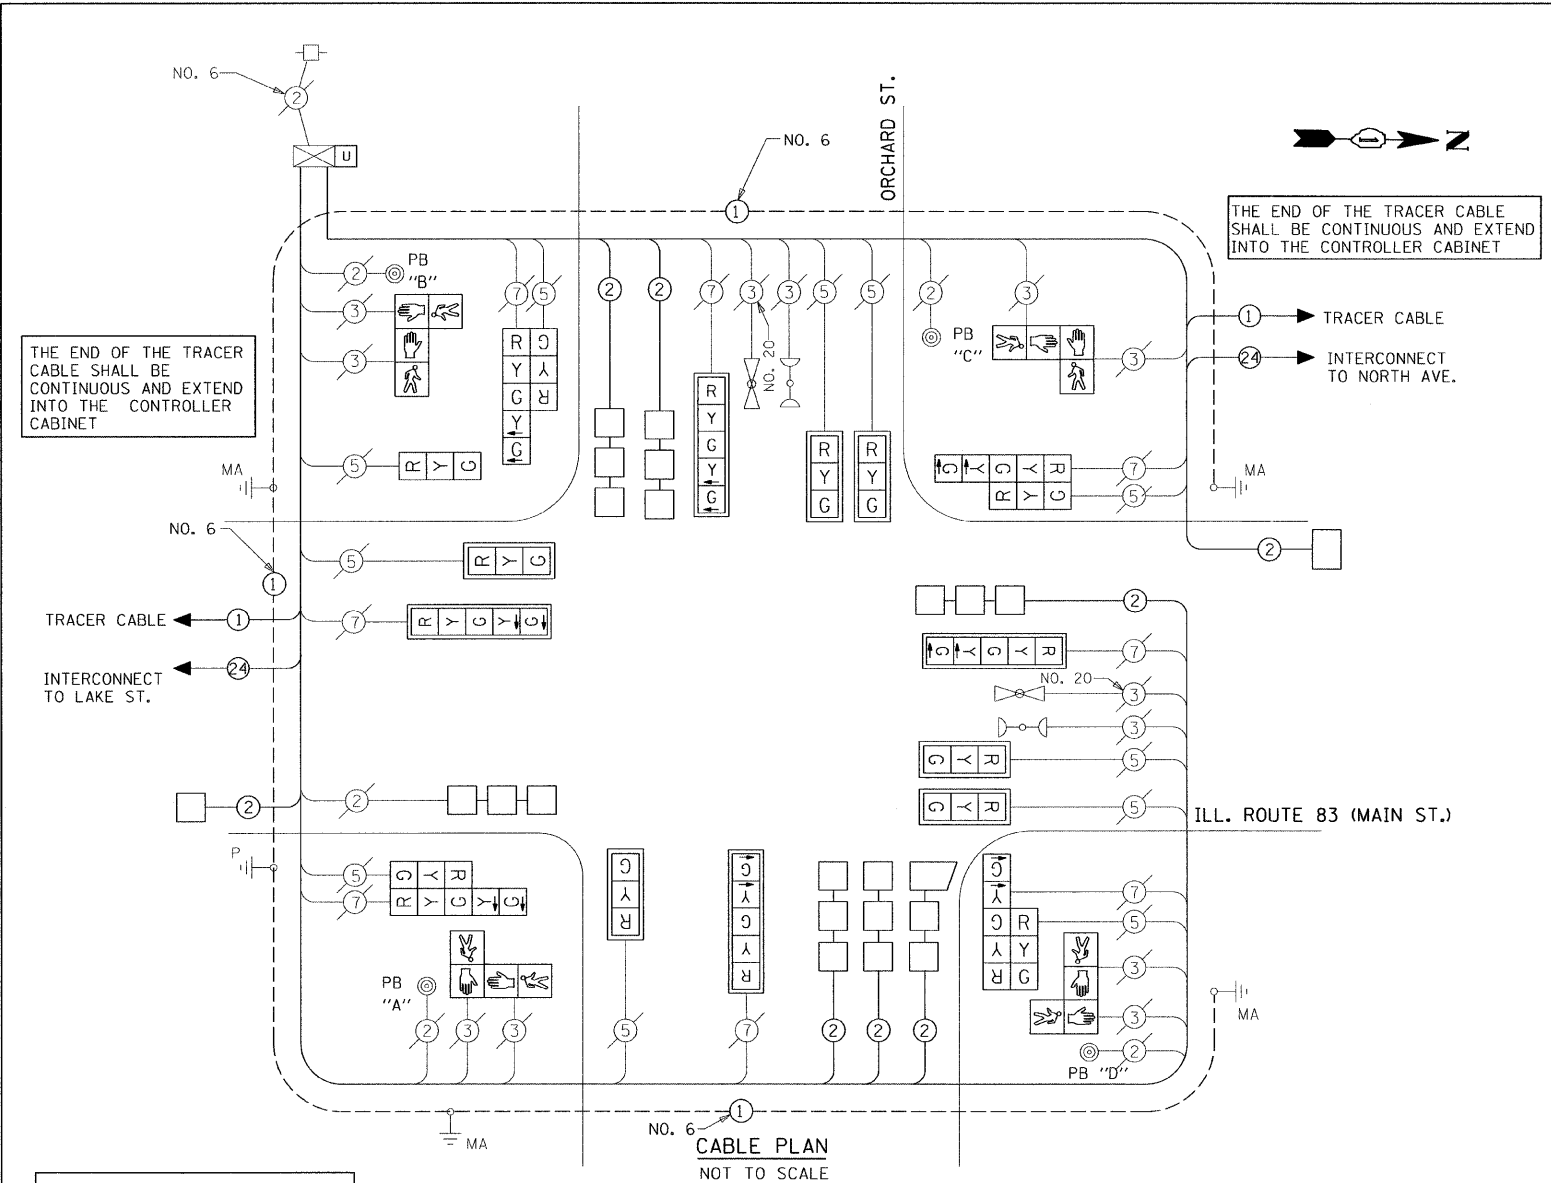 NO. 6
2
U
NO. 6
1
ORCHARD ST.
N
THE END OF THE TRACER CABLE
SHALL BE CONTINUOUS AND EXTEND
INTO THE CONTROLLER CABINET
THE END OF THE TRACER
CABLE SHALL BE
CONTINUOUS AND EXTEND
INTO THE CONTROLLER
CABINET
2
PB
"B"
3
3
5
R Y G
7
5
R Y G Y G
G Y R
2
2
7
R Y G Y G
3
NO. 20
3
5
R Y G
5
R Y G
2
PB
"C"
3
3
1
TRACER CABLE
24
INTERCONNECT
TO NORTH AVE.
G Y G Y R
7
R Y G
5
MA
MA
NO. 6
1
5
R Y G
7
R Y G Y G
TRACER CABLE
1
24
INTERCONNECT
TO LAKE ST.
2
2
2
G Y G Y R
7
NO. 20
3
3
G Y R
5
G Y R
5
ILL. ROUTE 83 (MAIN ST.)
2
2
P
5
G Y R
7
R Y G Y G
PB
"A"
2
3
3
G Y R
5
G Y G Y R
7
2
2
2
G Y G Y R
R Y G
7
5
3
3
2
PB "D"
MA
MA
NO. 6
1
CABLE PLAN
NOT TO SCALE